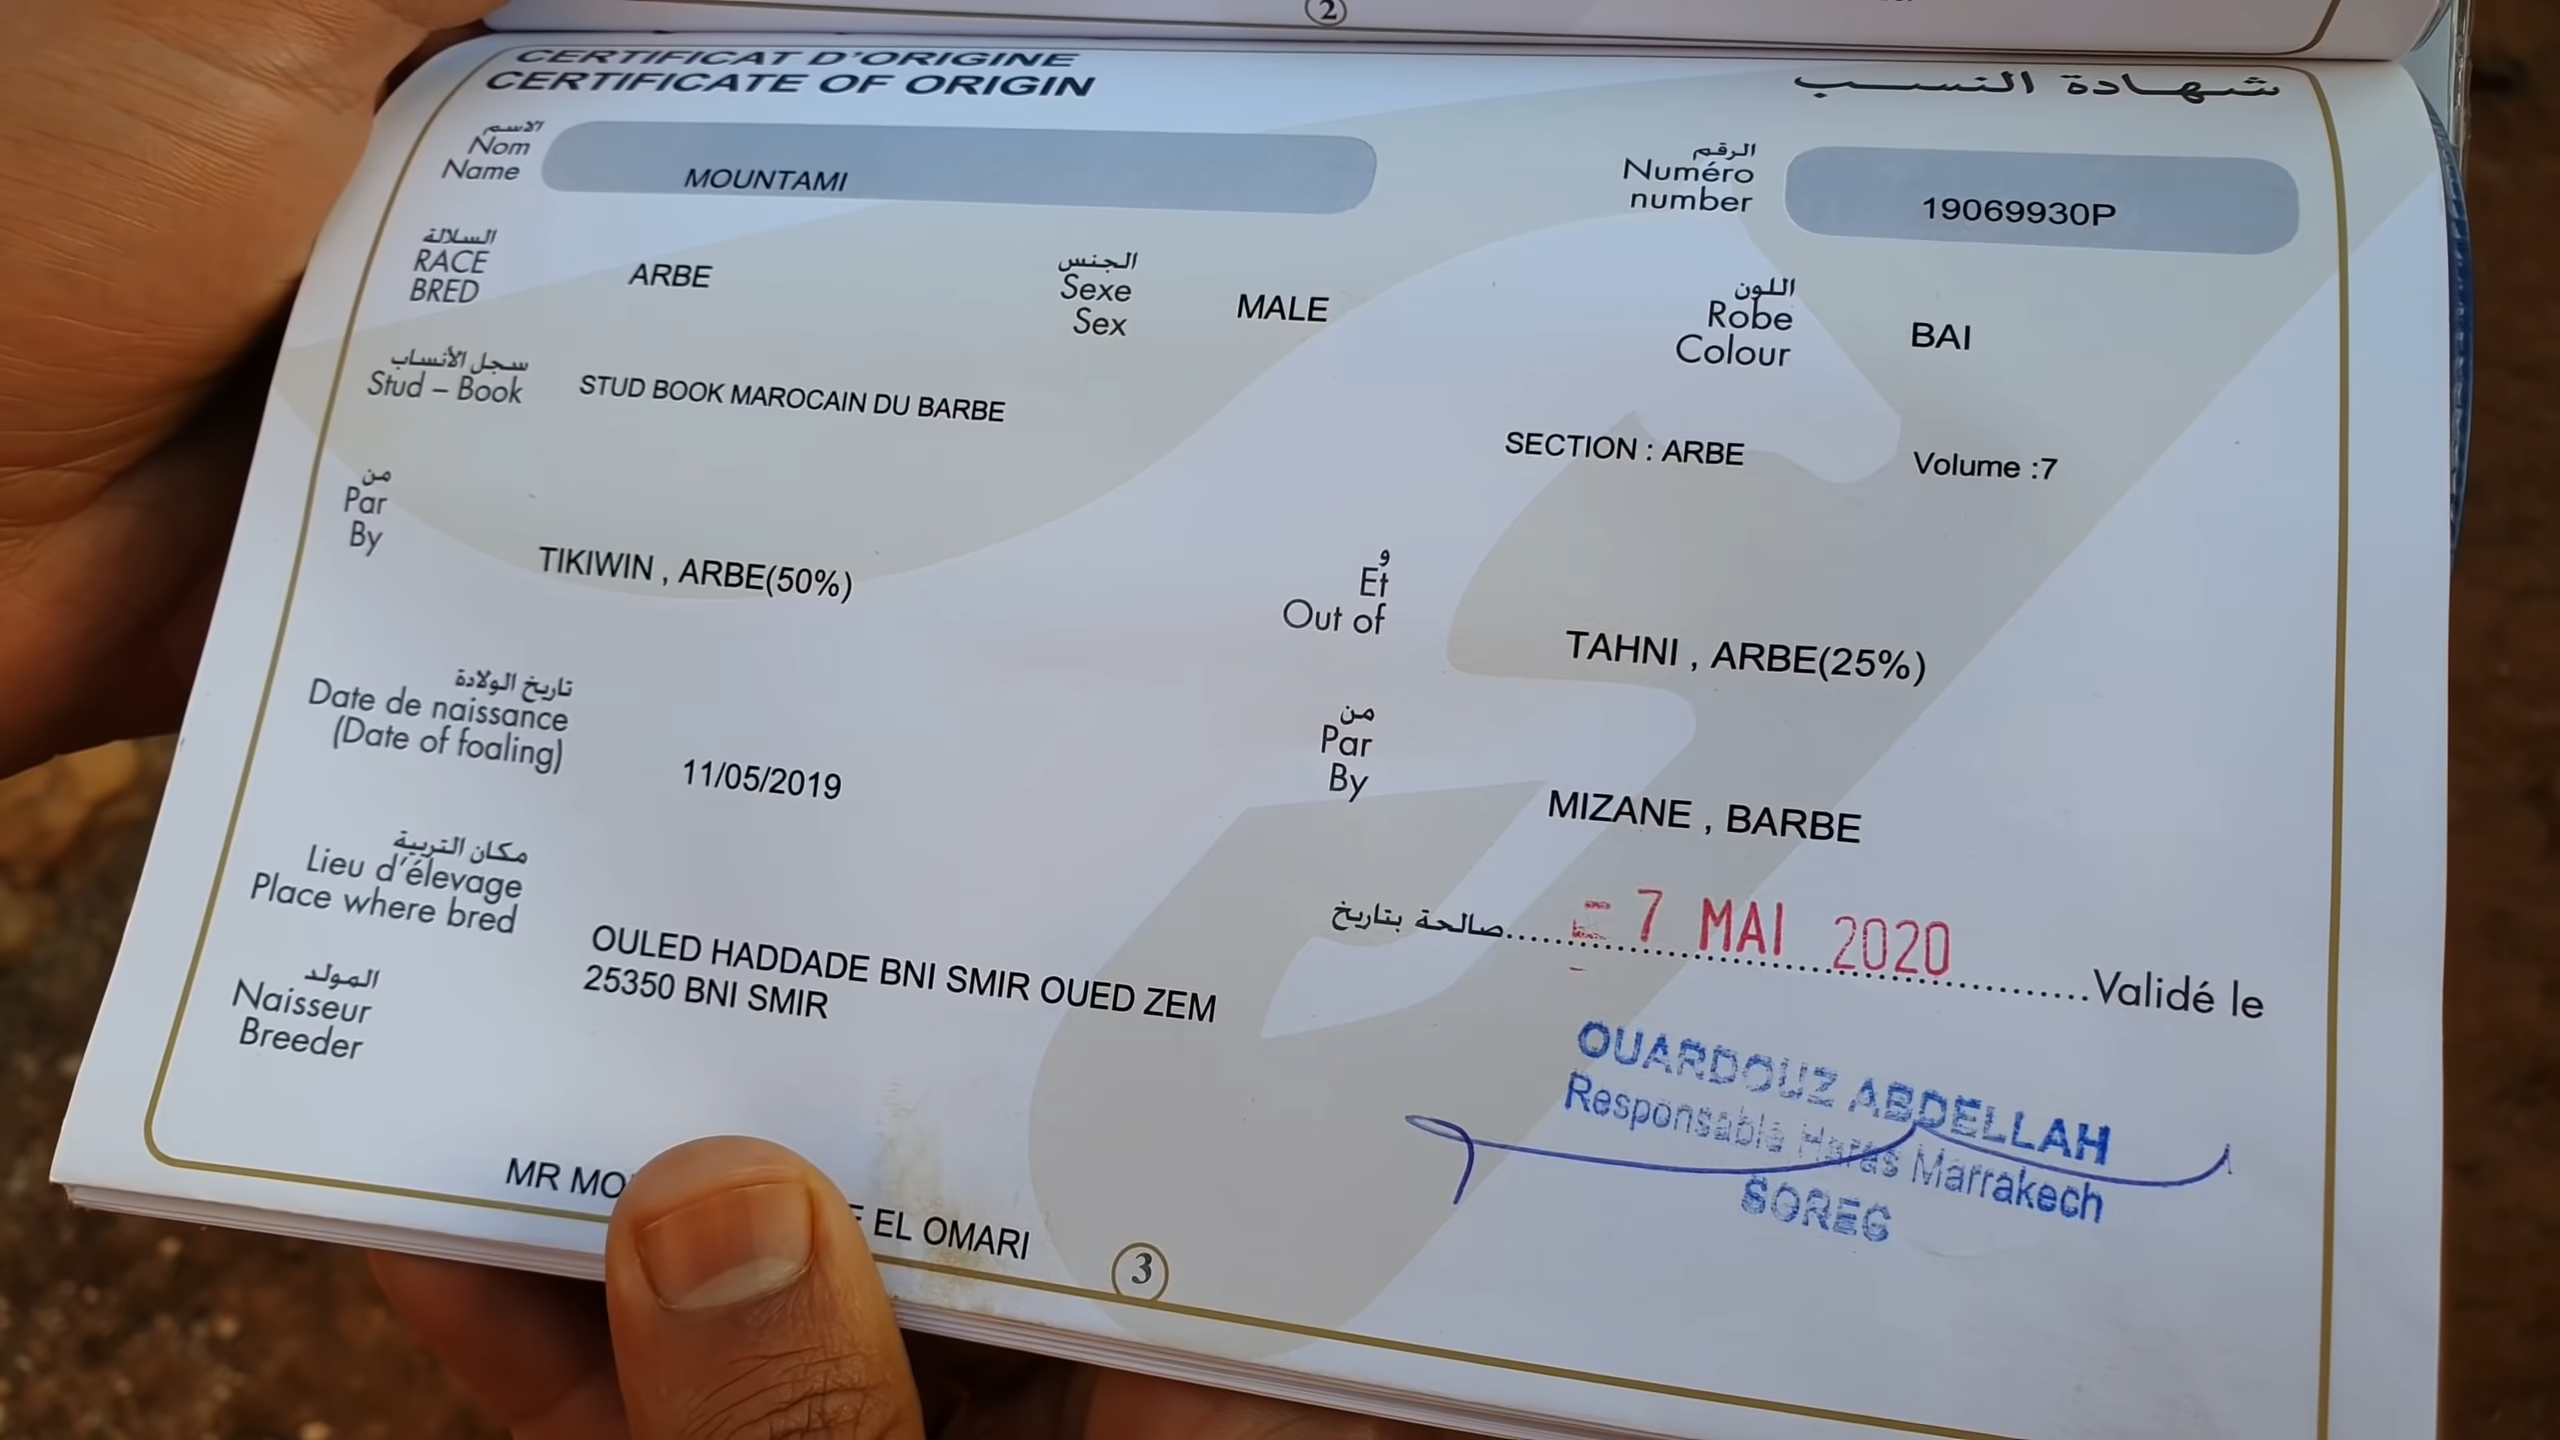 2
CERTIFICAT D'ORIGINE
CERTIFICATE OF ORIGIN
شهادة النسب
الاسم
Nom
Name
MOUNTAMI
الرقم
Numéro
number
19069930P
السلالة
RACE
BRED
ARBE
الجنس
Sexe
Sex
MALE
اللون
Robe
Colour
BAI
سجل الأنساب
Stud – Book
STUD BOOK MAROCAIN DU BARBE
SECTION : ARBE
Volume :7
من
Par
By
TIKIWIN , ARBE(50%)
و
Et
Out of
TAHNI , ARBE(25%)
تاريخ الولادة
Date de naissance
(Date of foaling)
11/05/2019
من
Par
By
MIZANE , BARBE
مكان التربية
Lieu d'élevage
Place where bred
OULED HADDADE BNI SMIR OUED ZEM
25350 BNI SMIR
صالحة بتاريخ
7 MAI 2020
Validé le
المولد
Naisseur
Breeder
MR EL OMARI
OUARDOUZ ABDELLAH
Responsable Haras Marrakech
SOREG
3